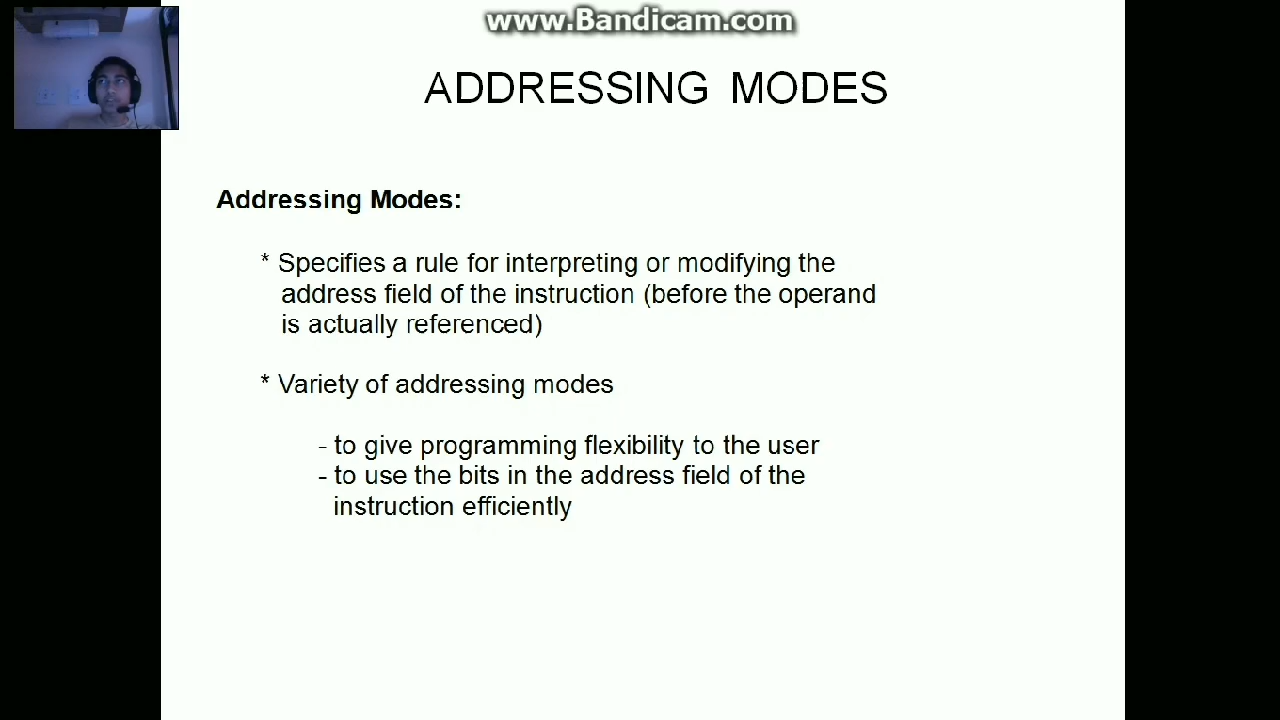 www.Bandicam.com
ADDRESSING MODES
Addressing Modes:
* Specifies a rule for interpreting or modifying the
address field of the instruction (before the operand
is actually referenced)
* Variety of addressing modes
- to give programming flexibility to the user
- to use the bits in the address field of the
instruction efficiently